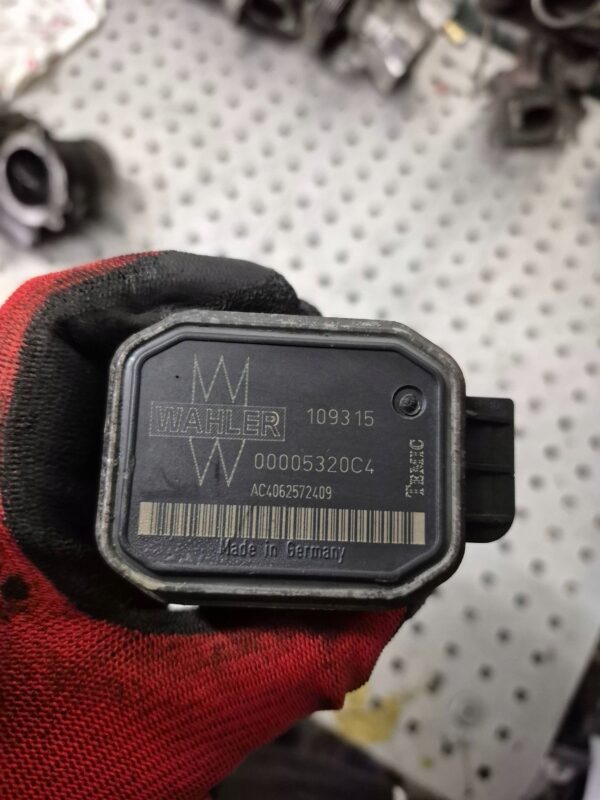 WAHLER 109315
00005320C4
TEMIC
AC4062572409
Made in Germany